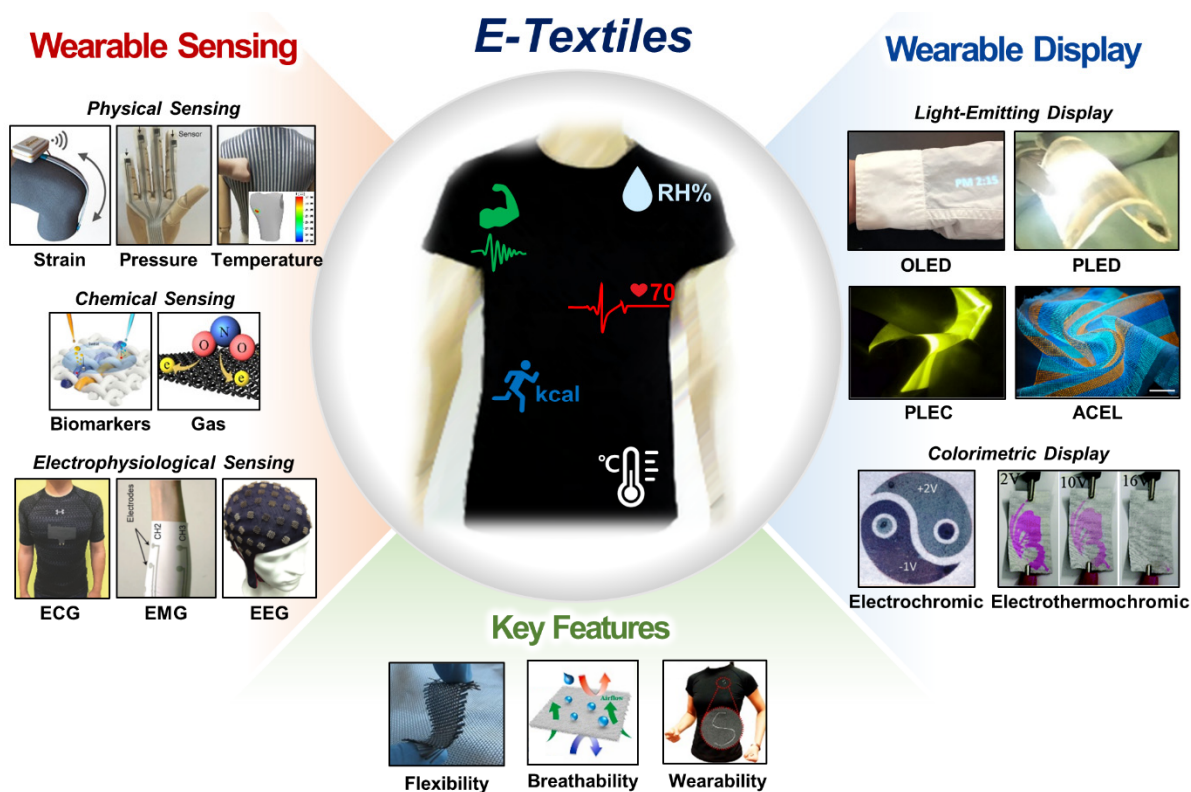 E-Textiles
Wearable Sensing
Physical Sensing
Sensor
Strain
Pressure
Temperature
Chemical Sensing
N
O
O
e
e
Biomarkers
Gas
Electrophysiological Sensing
Electrodes
CH2
CH3
ECG
EMG
EEG
RH%
70
kcal
°C
Wearable Display
Light-Emitting Display
PM 2:15
OLED
PLED
PLEC
ACEL
Colorimetric Display
+2V
-1V
2V
10V
16V
Electrochromic
Electrothermochromic
Key Features
Airflow
S
Flexibility
Breathability
Wearability